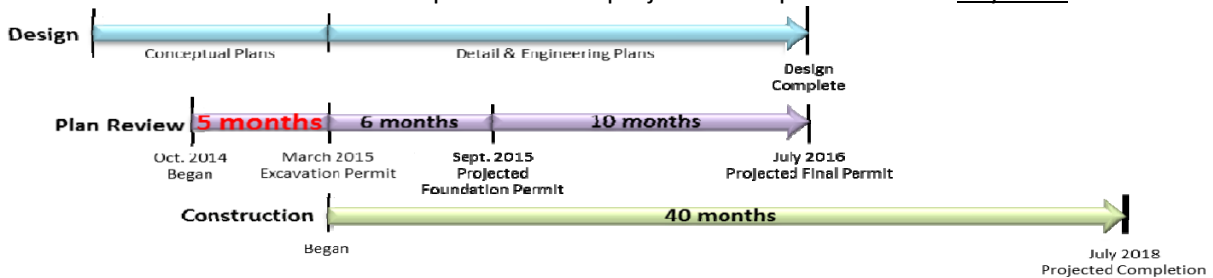 Design
Conceptual Plans
Detail & Engineering Plans
Design
Complete
Plan Review
5 months
6 months
10 months
Oct. 2014
Began
March 2015
Excavation Permit
Sept. 2015
Projected
Foundation Permit
July 2016
Projected Final Permit
Construction
40 months
Began
July 2018
Projected Completion